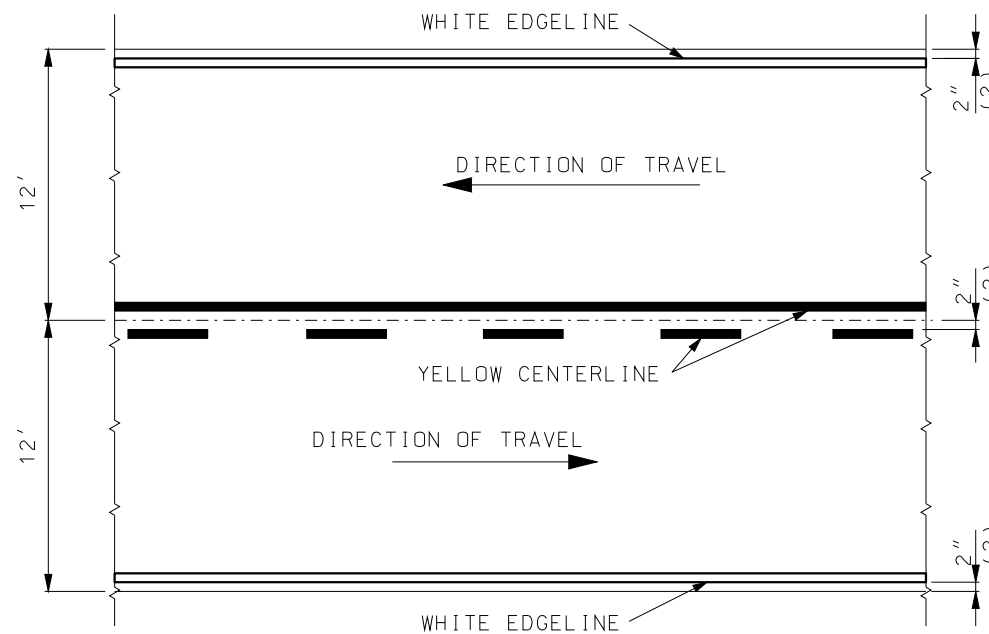 WHITE EDGELINE
2"
12'
DIRECTION OF TRAVEL
2"
YELLOW CENTERLINE
12'
DIRECTION OF TRAVEL
2"
WHITE EDGELINE